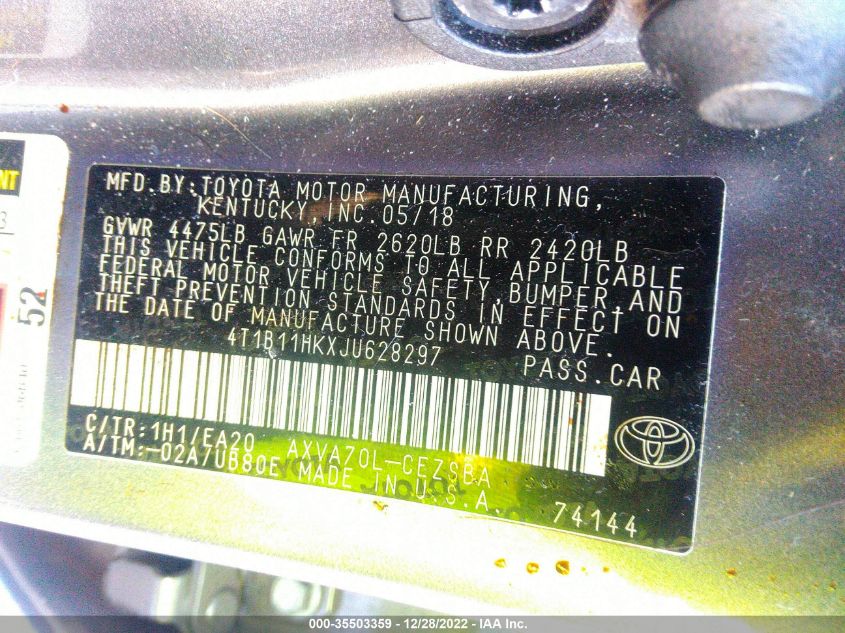 MFD.BY:TOYOTA MOTOR MANUFACTURING,
KENTUCKY,INC.05/18
GVWR 4475LB GAWR FR 2620LB RR 2420LB
THIS VEHICLE CONFORMS TO ALL APPLICABLE
FEDERAL MOTOR VEHICLE SAFETY,BUMPER,AND
THEFT PREVENTION STANDARDS IN EFFECT ON
THE DATE OF MANUFACTURE SHOWN ABOVE.
4T1B11HKXJU628297 PASS.CAR
C/TR:1H1/EA20 AXVA70L-CEZSBA
A/TM:-02A/UB80E MADE IN U.S.A.
74144
52
000-35503359 / 12/28/2022 - IAA Inc.